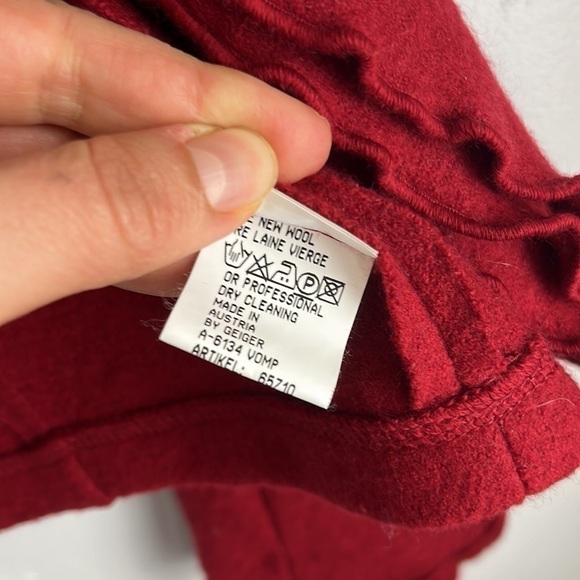 NEW WOOL
LAINE VIERGE
P
OR PROFESSIONAL
DRY CLEANING
MADE IN
AUSTRIA
BY GEIGER
A-6134 VOMP
ARTIKEL: 65710